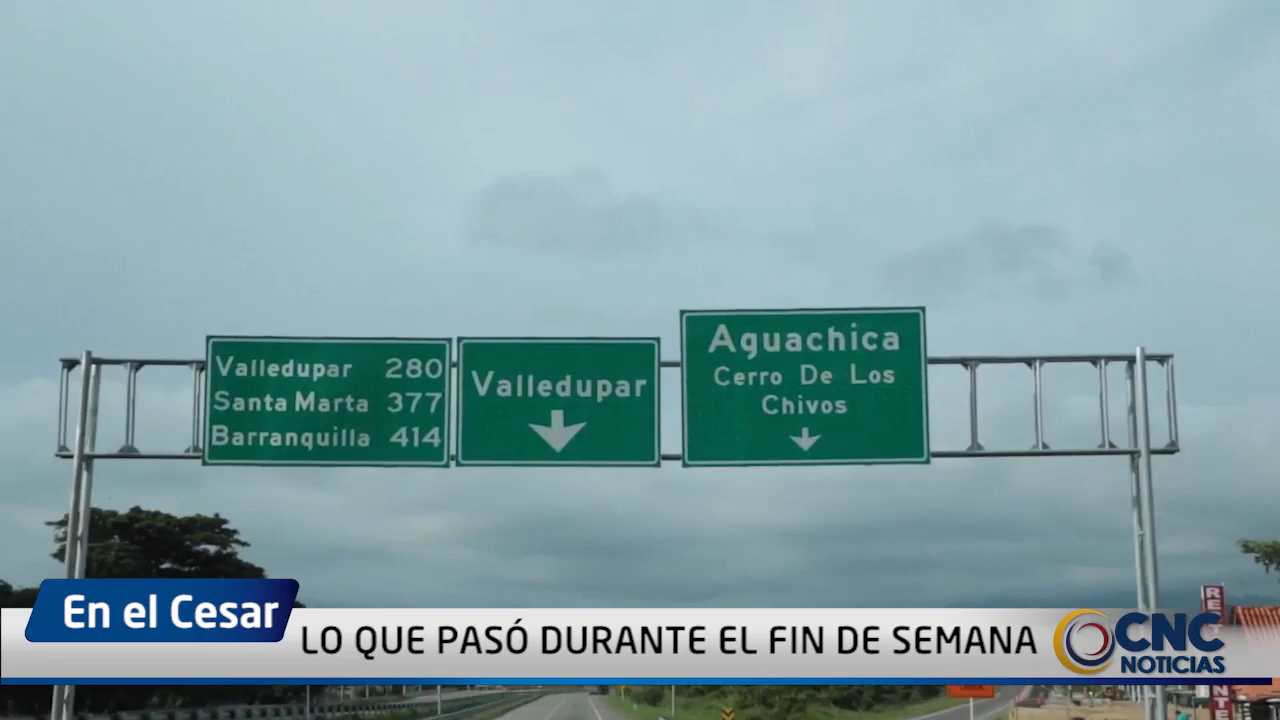 Valledupar 280
Santa Marta 377
Barranquilla 414
Valledupar
Aguachica
Cerro De Los
Chivos
En el Cesar
LO QUE PASÓ DURANTE EL FIN DE SEMANA
CNC
NOTICIAS